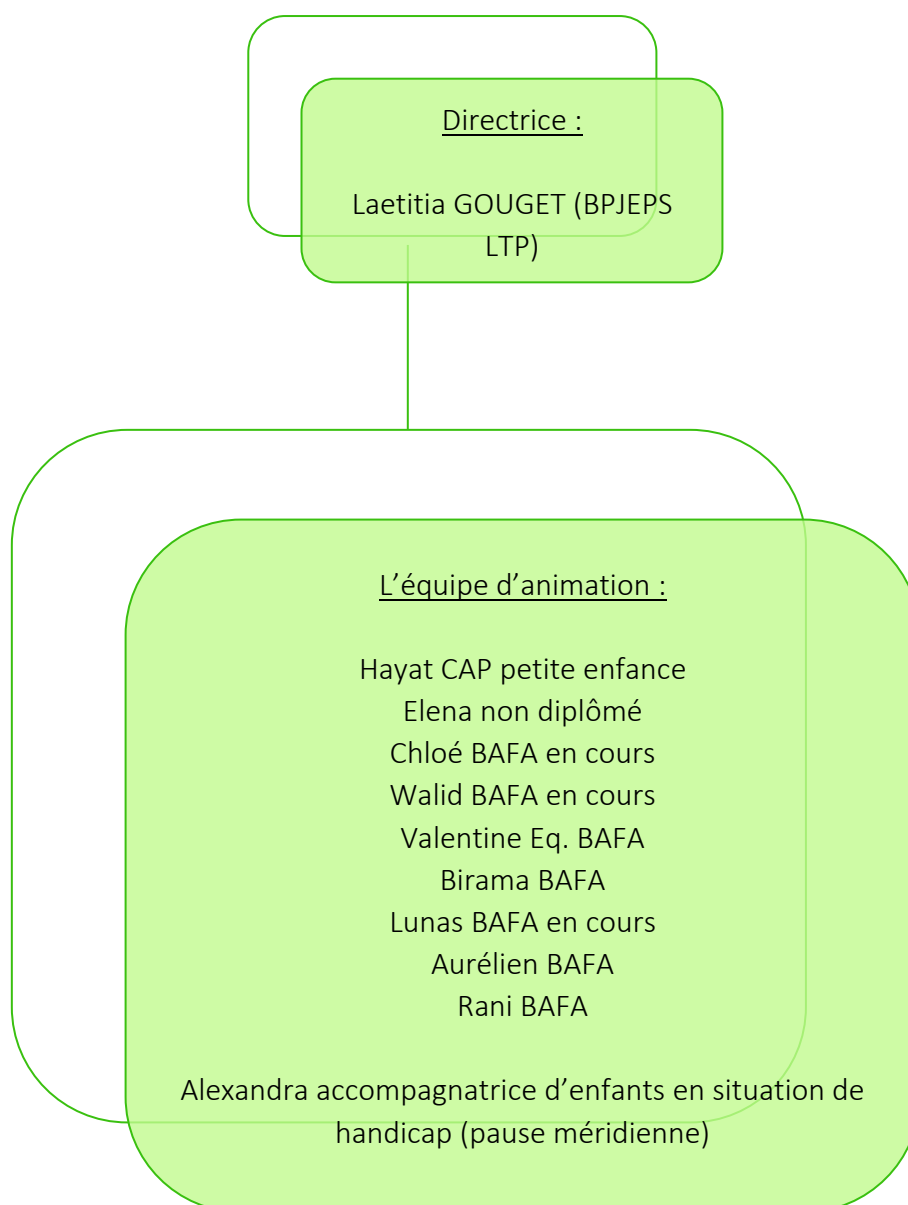 Directrice :
Laetitia GOUGET (BPJEPS
LTP)
L’équipe d’animation :
Hayat CAP petite enfance
Elena non diplômé
Chloé BAFA en cours
Walid BAFA en cours
Valentine Eq. BAFA
Birama BAFA
Lunas BAFA en cours
Aurélien BAFA
Rani BAFA
Alexandra accompagnatrice d’enfants en situation de
handicap (pause méridienne)